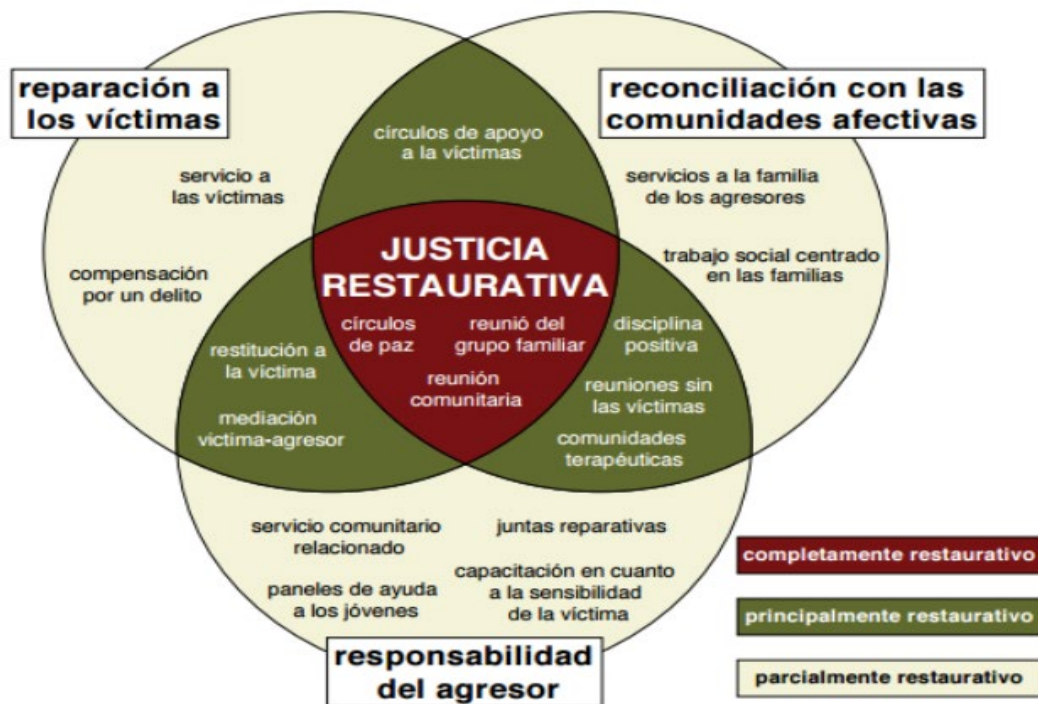 reparación a
los víctimas
reconciliación con las
comunidades afectivas
círculos de apoyo
a la víctimas
servicio a
las víctimas
compensación
por un delito
servicios a la familia
de los agresores
trabajo social centrado
en las familias
JUSTICIA
RESTAURATIVA
círculos
de paz
reunió del
grupo familiar
reunión
comunitaria
restitución a
la víctima
mediación
victima-agresor
disciplina
positiva
reuniones sin
las víctimas
comunidades
terapéuticas
servicio comunitario
relacionado
juntas reparativas
paneles de ayuda
a los jóvenes
capacitación en cuanto
a la sensibilidad
de la víctima
responsabilidad
del agresor
completamente restaurativo
principalmente restaurativo
parcialmente restaurativo